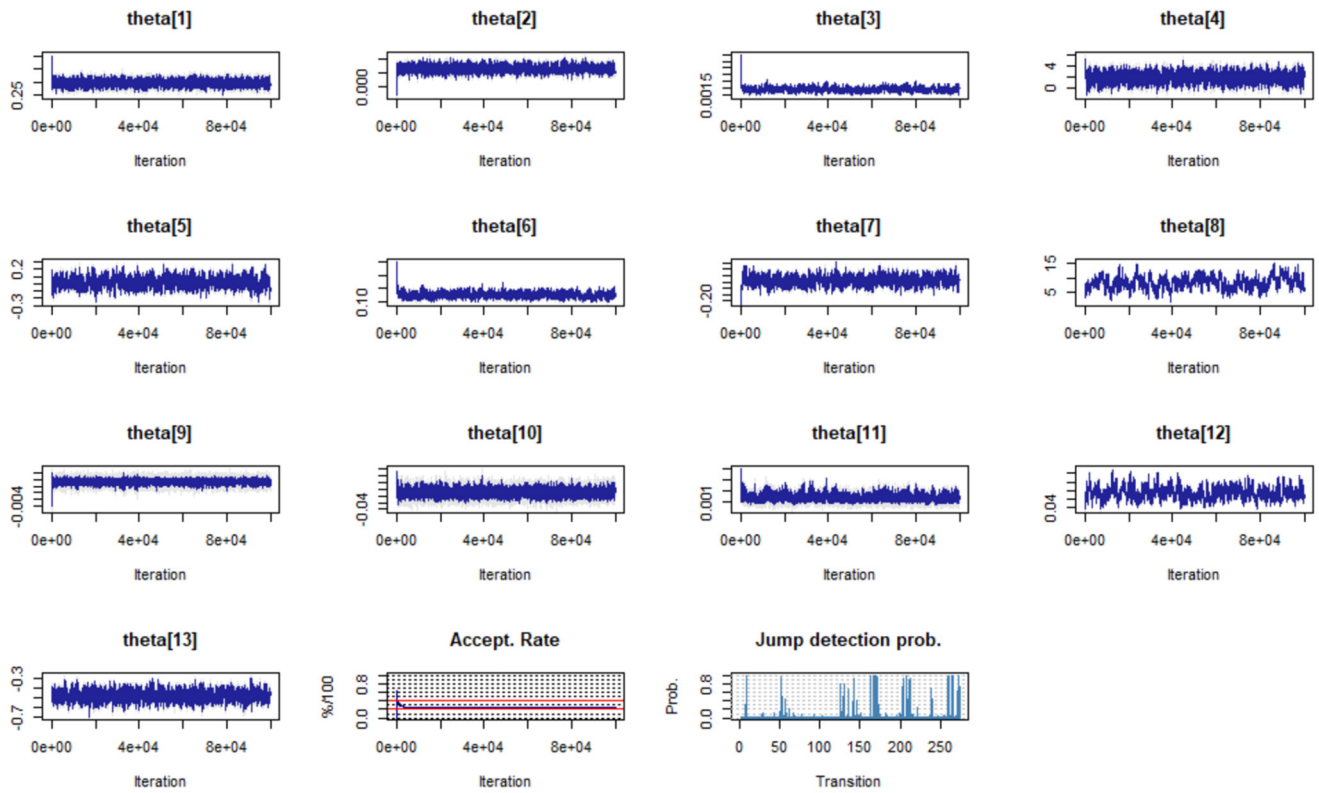 theta[1] theta[2] theta[3] theta[4]
0.25 0.000 0.0015 0 4
0e+00 4e+04 8e+04 0e+00 4e+04 8e+04 0e+00 4e+04 8e+04 0e+00 4e+04 8e+04
Iteration Iteration Iteration Iteration
theta[5] theta[6] theta[7] theta[8]
-0.3 0.2 0.10 -0.20 5 15
0e+00 4e+04 8e+04 0e+00 4e+04 8e+04 0e+00 4e+04 8e+04 0e+00 4e+04 8e+04
Iteration Iteration Iteration Iteration
theta[9] theta[10] theta[11] theta[12]
-0.004 -0.04 0.001 0.04
0e+00 4e+04 8e+04 0e+00 4e+04 8e+04 0e+00 4e+04 8e+04 0e+00 4e+04 8e+04
Iteration Iteration Iteration Iteration
theta[13] Accept. Rate Jump detection prob.
-0.7 -0.3 %/100 0.0 0.8 Prob. 0.0 0.8
0e+00 4e+04 8e+04 0e+00 4e+04 8e+04 0 50 100 150 200 250
Iteration Iteration Transition